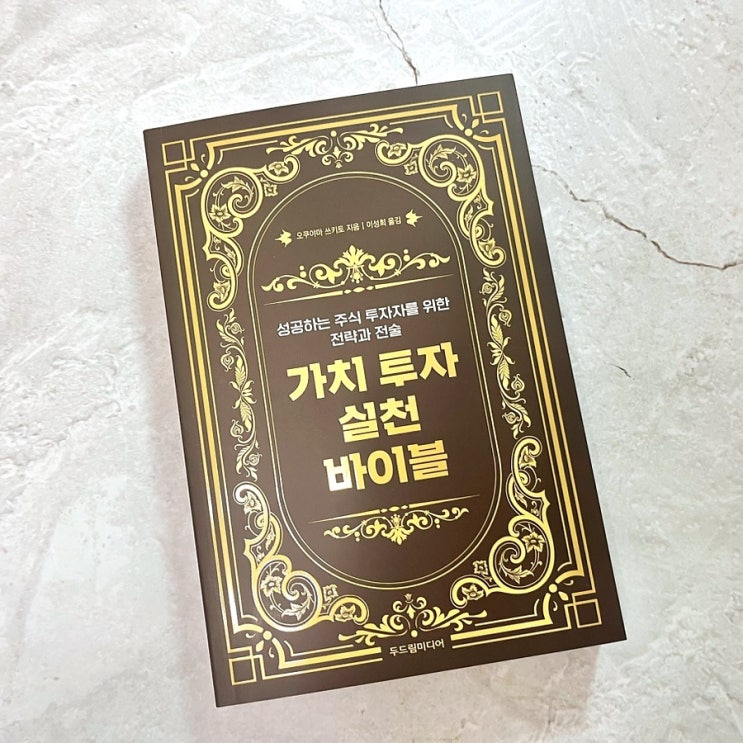 오쿠야마 쓰키토 지음 | 이성희 옮김
성공하는 주식 투자자를 위한
전략과 전술
가치 투자
실천
바이블
두드림미디어